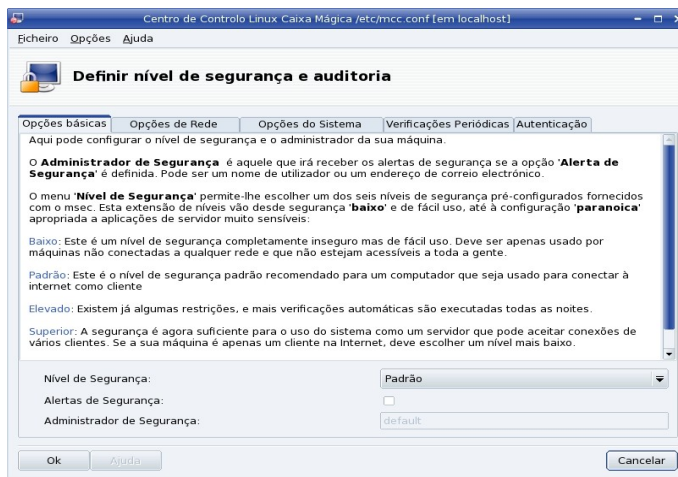 Centro de Controlo Linux Caixa Mágica /etc/mcc.conf [em localhost]
Ficheiro Opções Ajuda
Definir nível de segurança e auditoria
Opções básicas Opções de Rede Opções do Sistema Verificações Periódicas Autenticação
Aqui pode configurar o nível de segurança e o administrador da sua máquina.
O Administrador de Segurança é aquele que irá receber os alertas de segurança se a opção 'Alerta de
Segurança' é definida. Pode ser um nome de utilizador ou um endereço de correio electrónico.
O menu 'Nível de Segurança' permite-lhe escolher um dos seis níveis de segurança pré-configurados fornecidos
com o msec. Esta extensão de níveis vão desde segurança 'baixo' e de fácil uso, até à configuração 'paranoica'
apropriada a aplicações de servidor muito sensíveis:
Baixo: Este é um nível de segurança completamente inseguro mas de fácil uso. Deve ser apenas usado por
máquinas não conectadas a qualquer rede e que não estejam acessíveis a toda a gente.
Padrão: Este é o nível de segurança padrão recomendado para um computador que seja usado para conectar à
internet como cliente
Elevado: Existem já algumas restrições, e mais verificações automáticas são executadas todas as noites.
Superior: A segurança é agora suficiente para o uso do sistema como um servidor que pode aceitar conexões de
vários clientes. Se a sua máquina é apenas um cliente na Internet, deve escolher um nível mais baixo.
Nível de Segurança: Padrão
Alertas de Segurança:
Administrador de Segurança: default
Ok Ajuda Cancelar